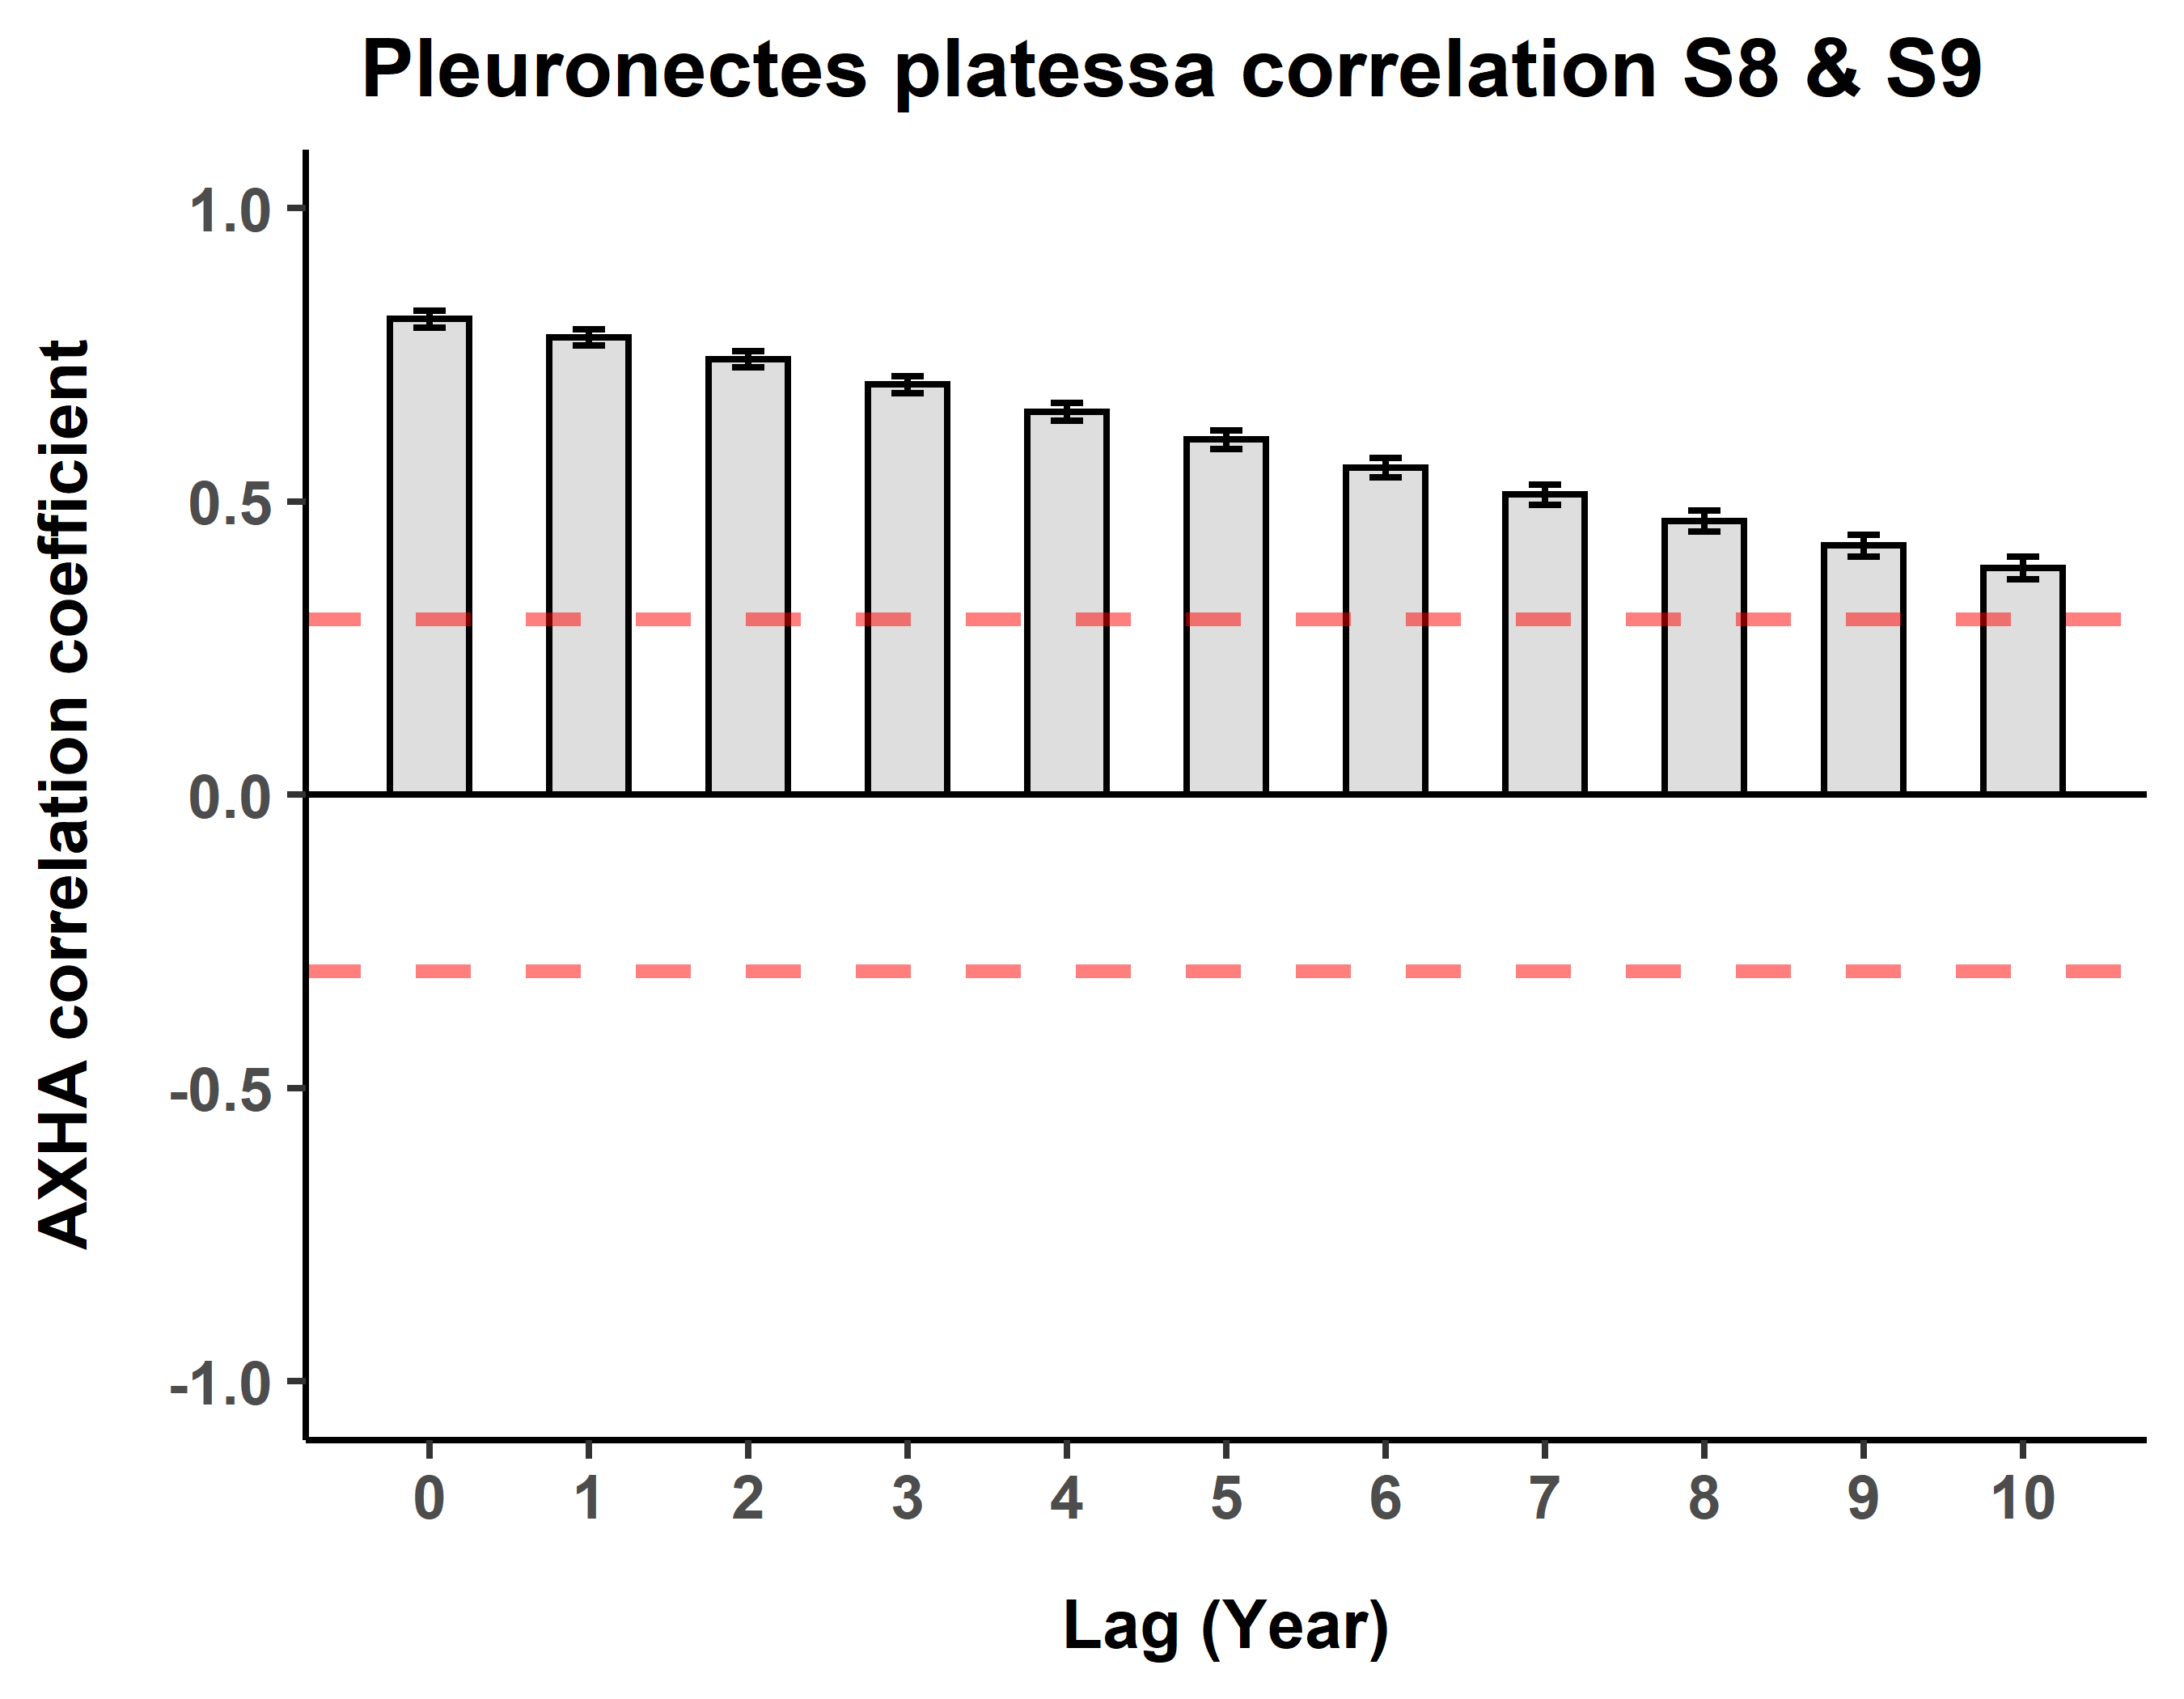 Pleuronectes platessa correlation S8 & S9
AXHA correlation coefficient
1.0
0.5
0.0
-0.5
-1.0
0 1 2 3 4 5 6 7 8 9 10
Lag (Year)